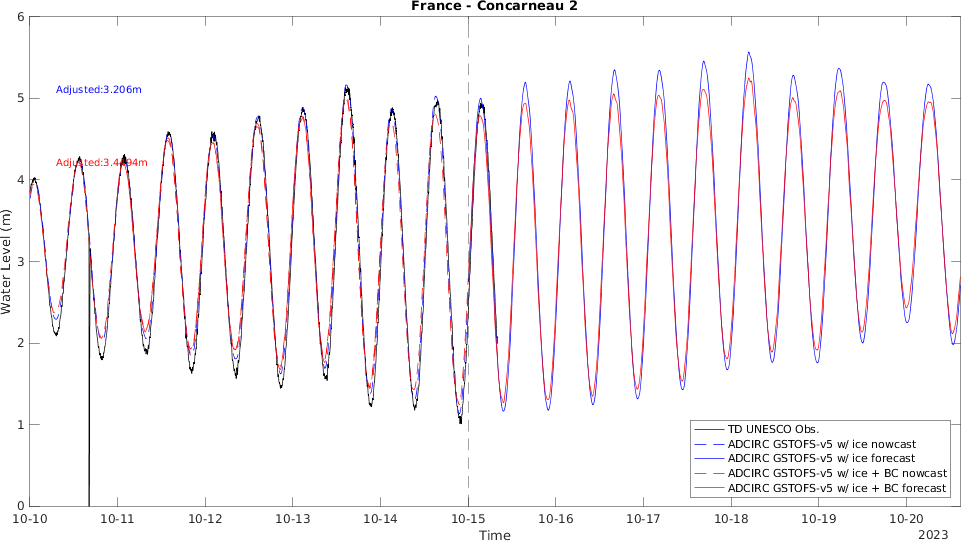 France - Concarneau 2
Water Level (m)
6
5
4
3
2
1
0
Adjusted:3.206m
10-10
10-11
10-12
10-13
10-14
10-15
10-16
10-17
10-18
10-19
10-20
Time
2023
TD UNESCO Obs.
ADCIRC GSTOFS-v5 w/ ice nowcast
ADCIRC GSTOFS-v5 w/ ice forecast
ADCIRC GSTOFS-v5 w/ ice + BC nowcast
ADCIRC GSTOFS-v5 w/ ice + BC forecast